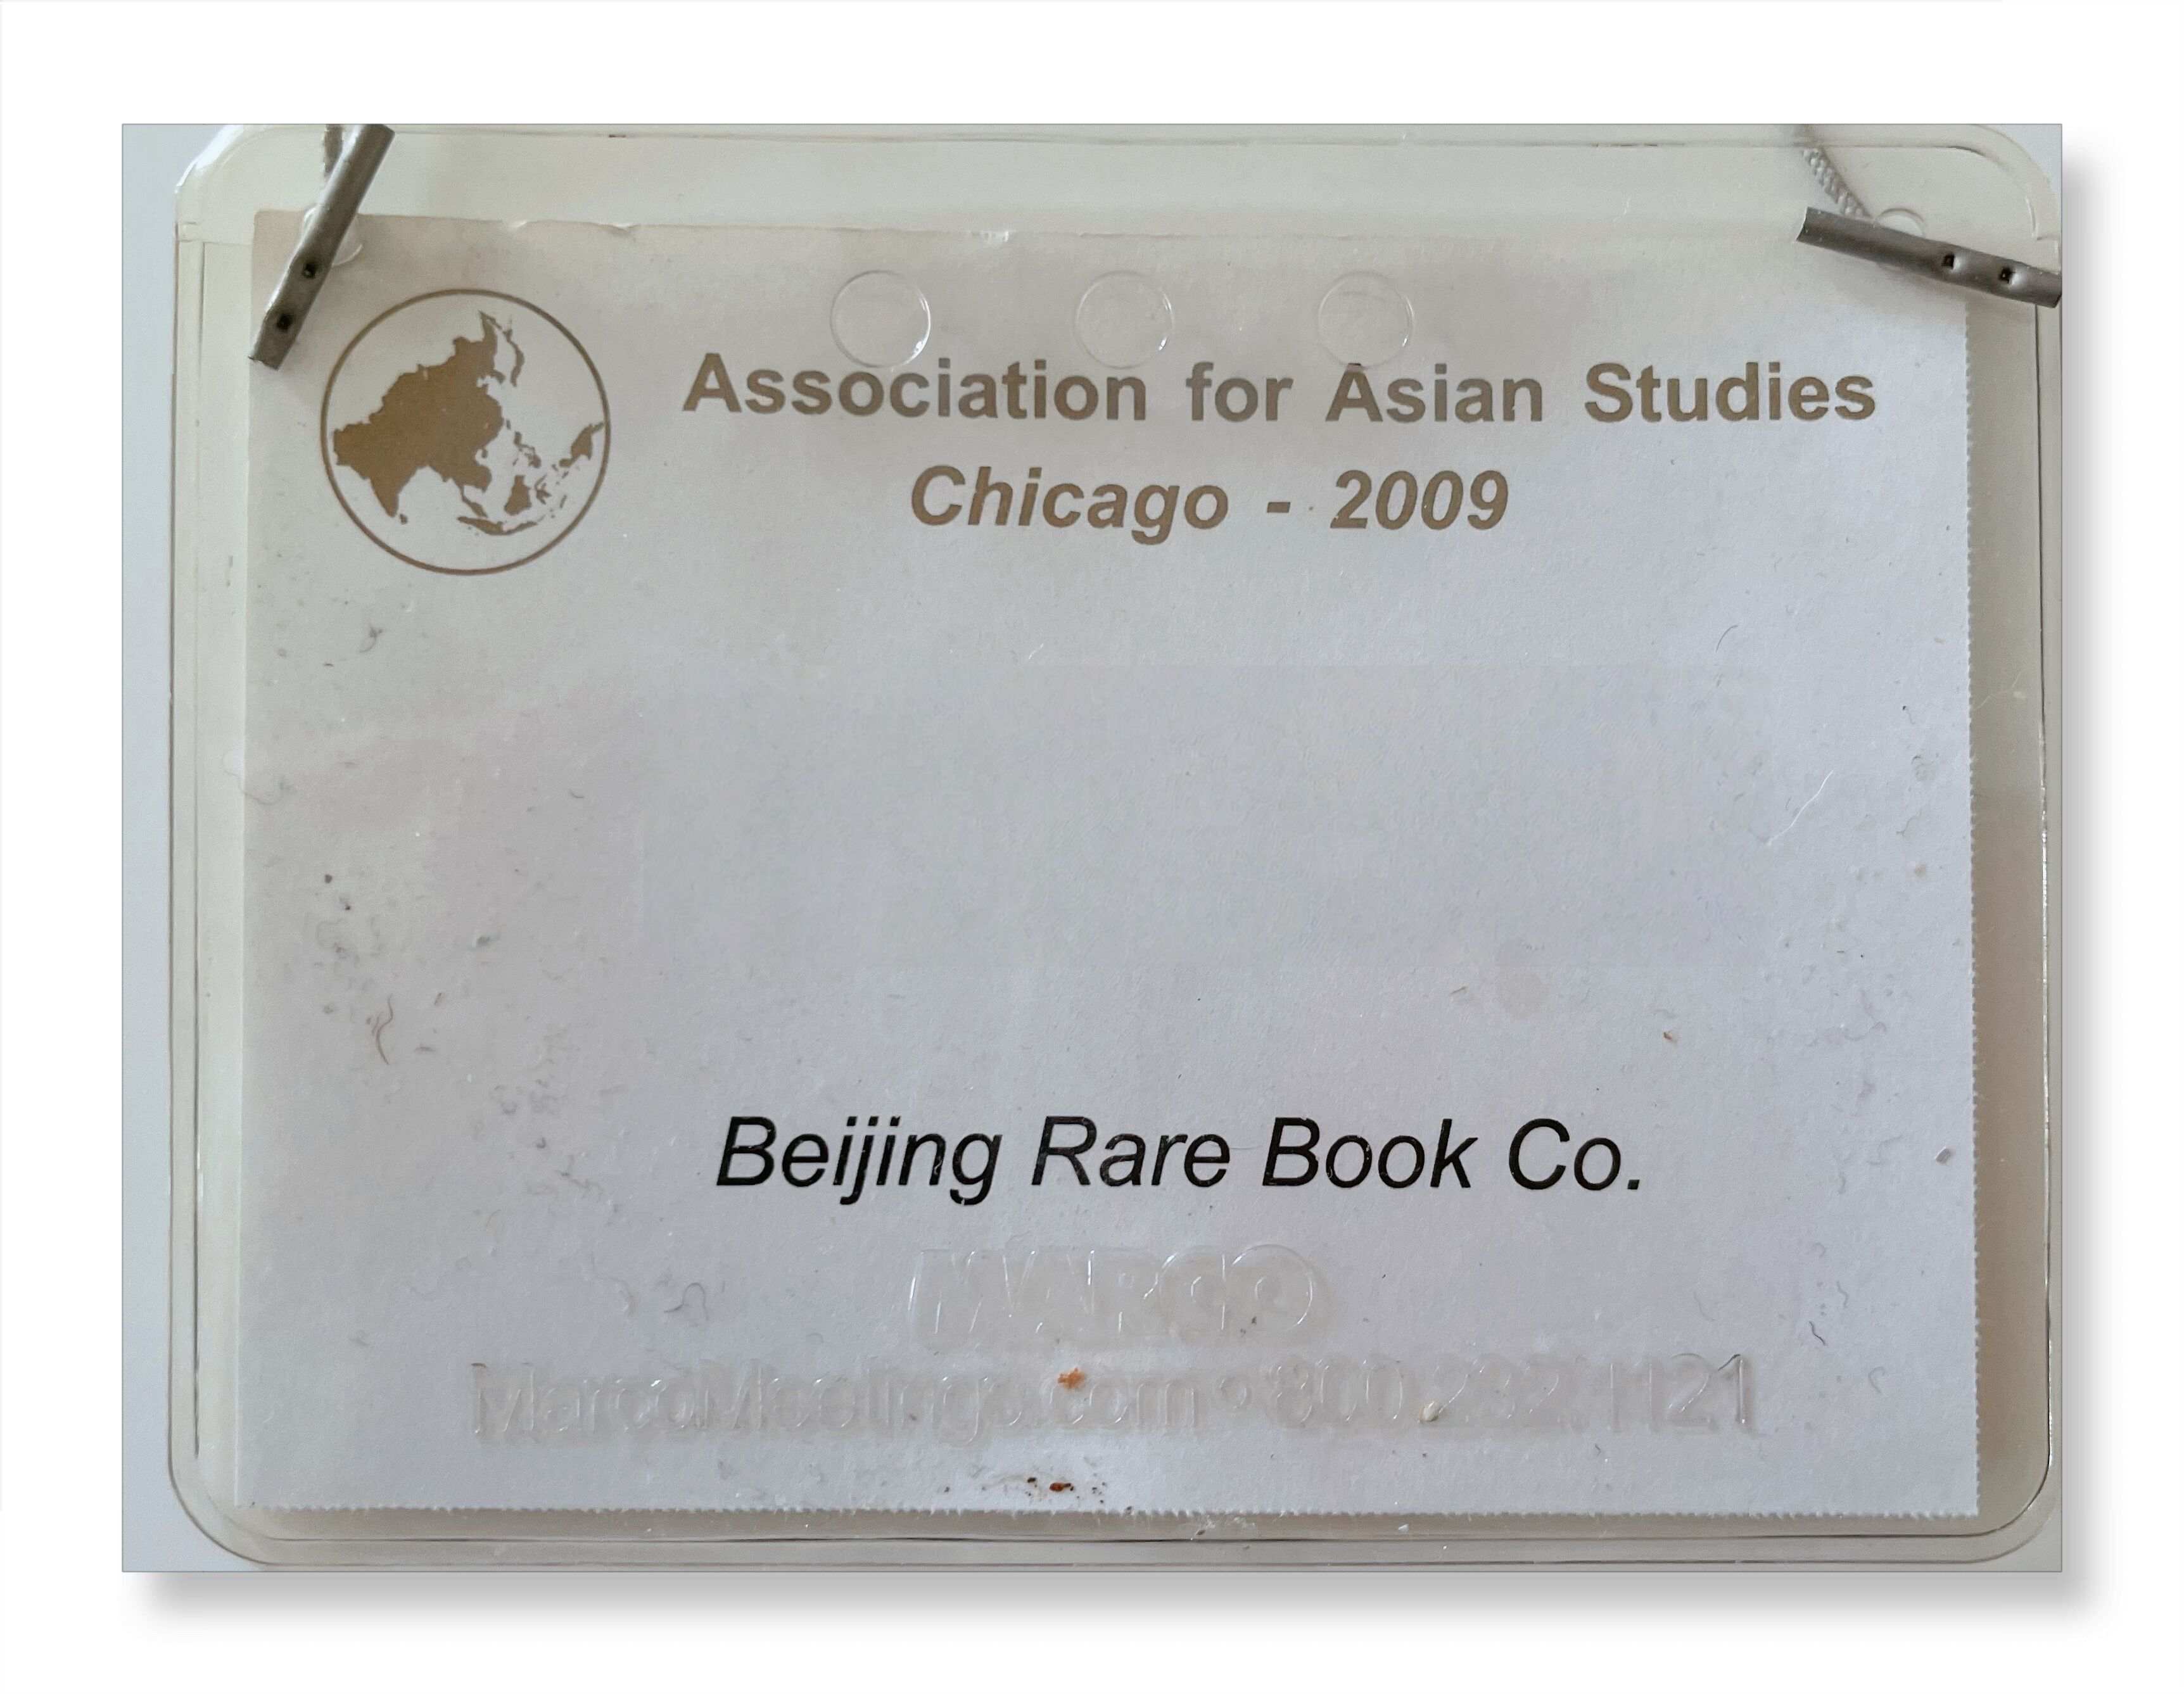 Association for Asian Studies
Chicago - 2009
Beijing Rare Book Co.
MARCO
MarcoMeetings.com • 800.232.1121